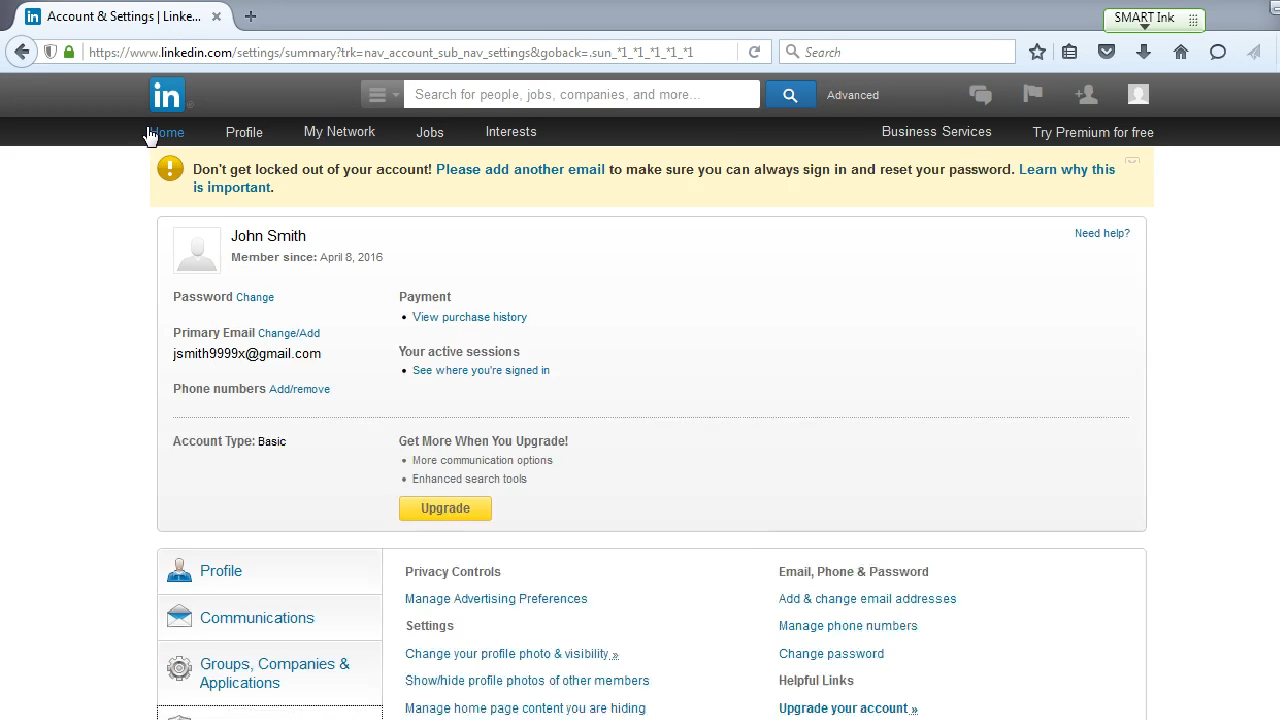 Account & Settings | Linke...
SMART Ink
https://www.linkedin.com/settings/summary?trk=nav_account_sub_nav_settings&goback=.sun_*1_*1_*1_*1_*1
Search
in
Search for people, jobs, companies, and more...
Advanced
Home
Profile
My Network
Jobs
Interests
Business Services
Try Premium for free
Don't get locked out of your account! Please add another email to make sure you can always sign in and reset your password. Learn why this
is important.
John Smith
Need help?
Member since: April 8, 2016
Password Change
Payment
• View purchase history
Primary Email Change/Add
jsmith9999x@gmail.com
Your active sessions
• See where you're signed in
Phone numbers Add/remove
Account Type: Basic
Get More When You Upgrade!
• More communication options
• Enhanced search tools
Upgrade
Profile
Communications
Groups, Companies &
Applications
Privacy Controls
Manage Advertising Preferences
Settings
Change your profile photo & visibility »
Show/hide profile photos of other members
Manage home page content you are hiding
Email, Phone & Password
Add & change email addresses
Manage phone numbers
Change password
Helpful Links
Upgrade your account »